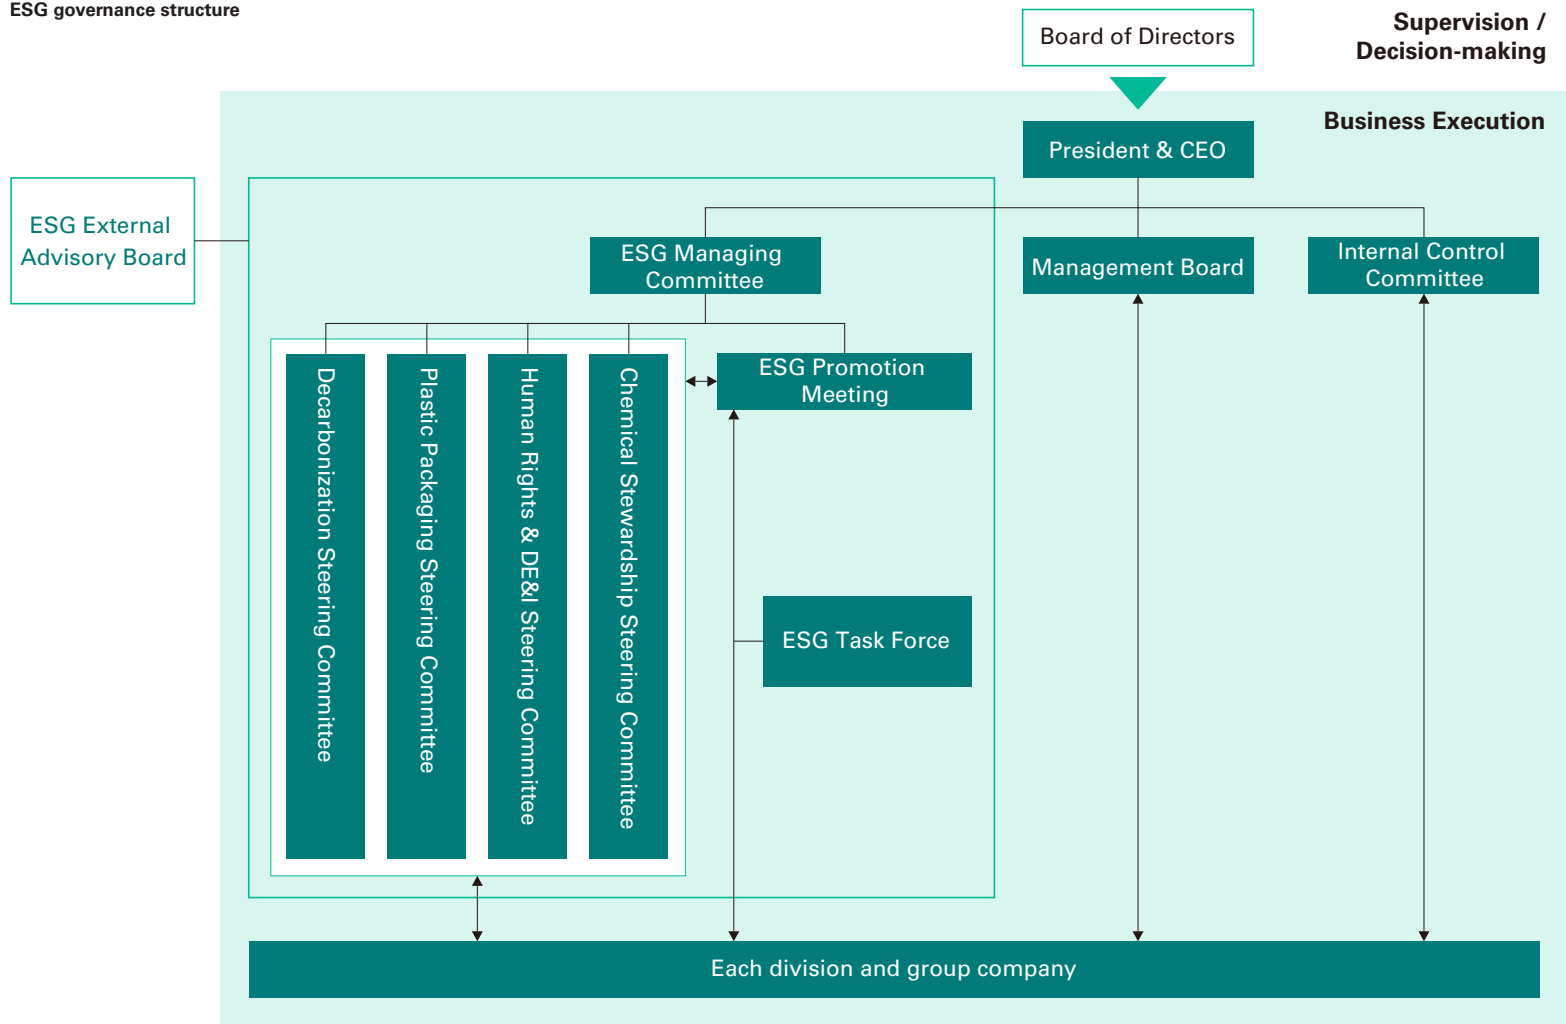 ESG governance structure
Board of Directors
Supervision /
Decision-making
Business Execution
President & CEO
ESG External
Advisory Board
ESG Managing
Committee
Management Board
Internal Control
Committee
Decarbonization Steering Committee
Plastic Packaging Steering Committee
Human Rights & DE&I Steering Committee
Chemical Stewardship Steering Committee
ESG Promotion
Meeting
ESG Task Force
Each division and group company